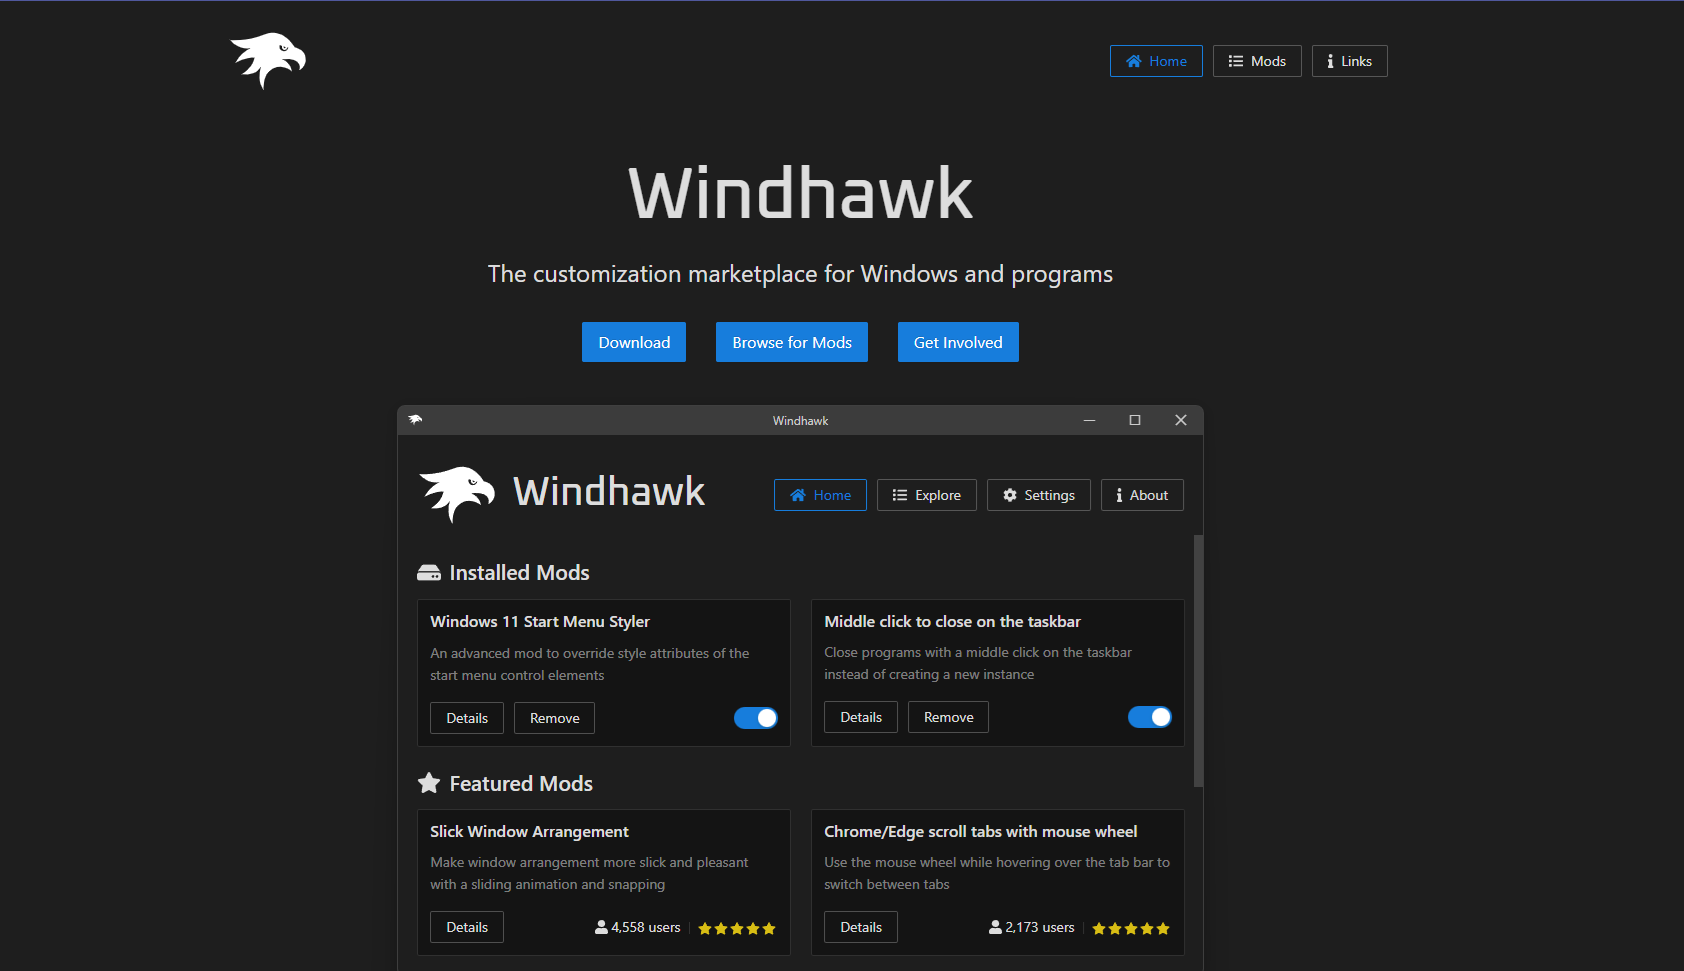 Home
Mods
Links
Windhawk
The customization marketplace for Windows and programs
Download
Browse for Mods
Get Involved
Windhawk
Windhawk
Home
Explore
Settings
About
Installed Mods
Windows 11 Start Menu Styler
An advanced mod to override style attributes of the
start menu control elements
Details
Remove
Middle click to close on the taskbar
Close programs with a middle click on the taskbar
instead of creating a new instance
Details
Remove
Featured Mods
Slick Window Arrangement
Make window arrangement more slick and pleasant
with a sliding animation and snapping
Details
4,558 users
Chrome/Edge scroll tabs with mouse wheel
Use the mouse wheel while hovering over the tab bar to
switch between tabs
Details
2,173 users